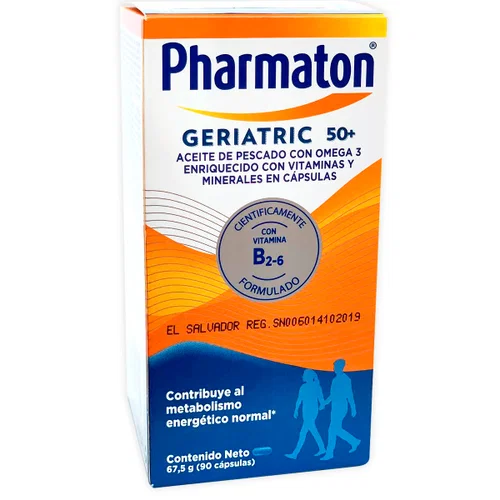 Pharmaton®
GERIATRIC 50+
ACEITE DE PESCADO CON OMEGA 3
ENRIQUECIDO CON VITAMINAS Y
MINERALES EN CÁPSULAS
CIENTIFICAMENTE
CON
VITAMINA
B2-6
FORMULADO
EL SALVADOR REG. SN006014102019
Contribuye al
metabolismo
energético normal*
Contenido Neto
67,5 g (90 cápsulas)